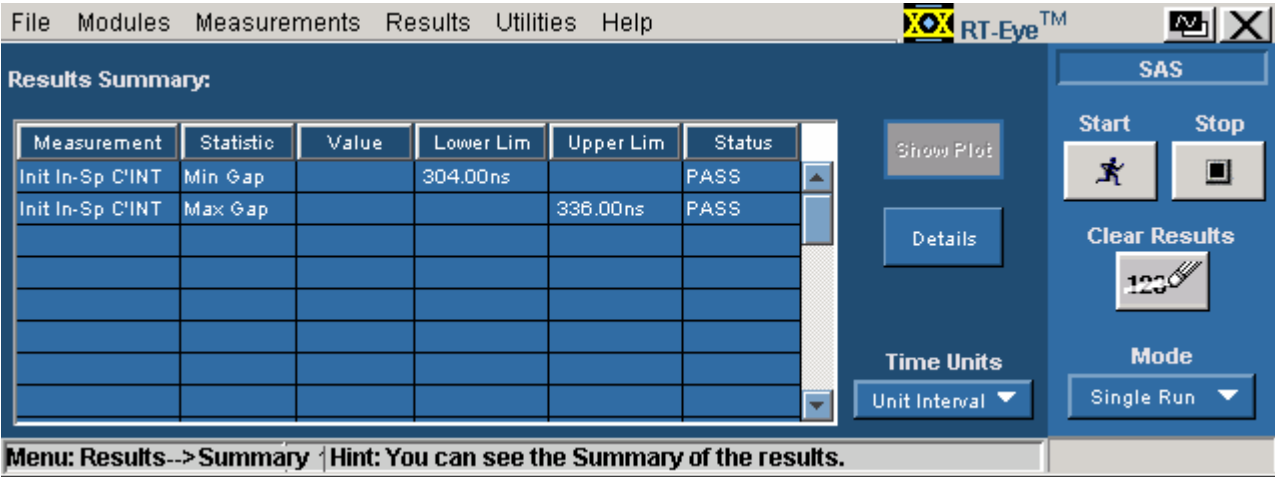 File Modules Measurements Results Utilities Help RT-Eye™
Results Summary:
SAS
Measurement Statistic Value Lower Lim Upper Lim Status
Init In-Sp C'INT Min Gap 304.00ns PASS
Init In-Sp C'INT Max Gap 336.00ns PASS
Show Plot
Details
Time Units
Unit Interval
Start Stop
Clear Results
123
Mode
Single Run
Menu: Results-->Summary Hint: You can see the Summary of the results.